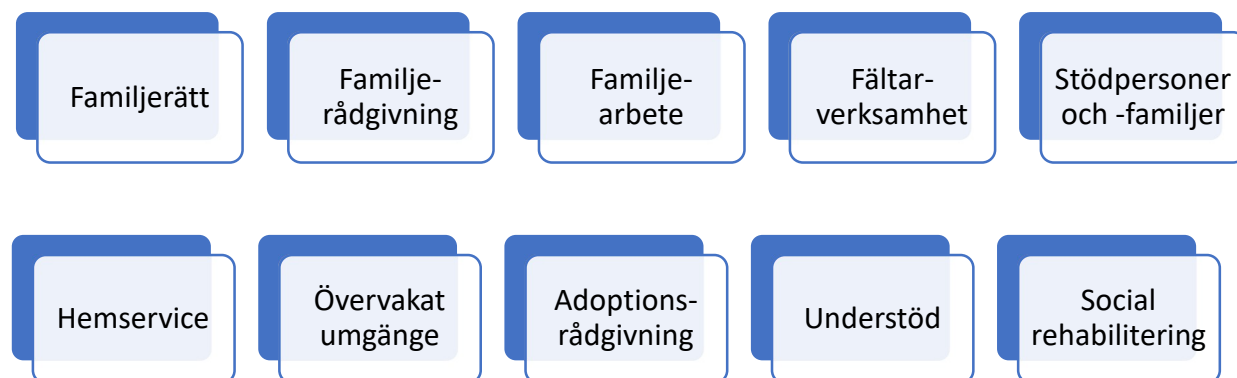 Familjerätt
Familje-
rådgivning
Familje-
arbete
Fältar-
verksamhet
Stödpersoner
och -familjer
Hemservice
Övervakat
umgänge
Adoptions-
rådgivning
Understöd
Social
rehabilitering